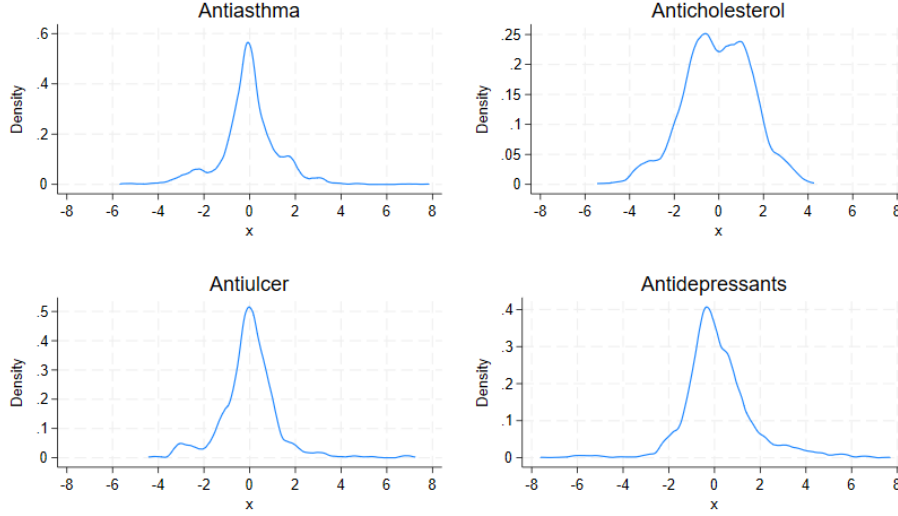 Antiasthma
.6
.4
.2
0
Density
-8 -6 -4 -2 0 2 4 6 8
x
Anticholesterol
.25
.2
.15
.1
.05
0
Density
-8 -6 -4 -2 0 2 4 6 8
x
Antiulcer
.5
.4
.3
.2
.1
0
Density
-8 -6 -4 -2 0 2 4 6 8
x
Antidepressants
.4
.3
.2
.1
0
Density
-8 -6 -4 -2 0 2 4 6 8
x